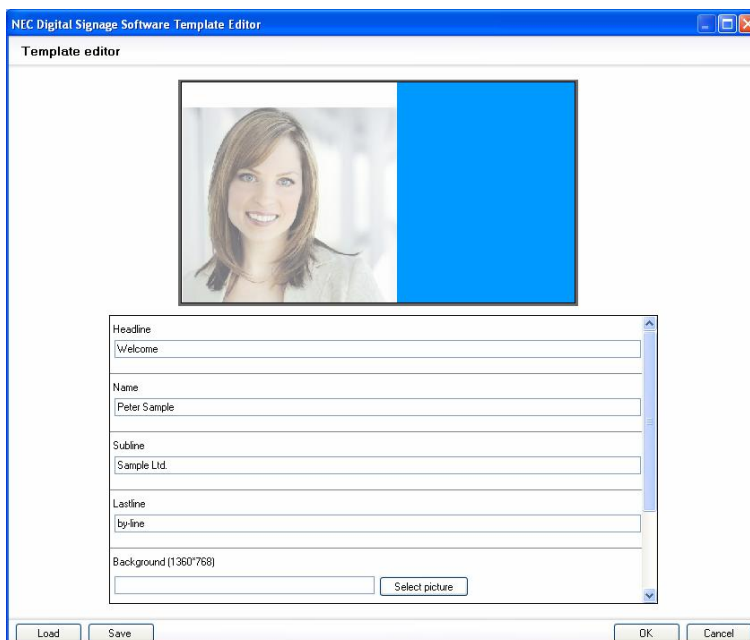 NEC Digital Signage Software Template Editor
Template editor
Headline
Welcome
Name
Peter Sample
Subline
Sample Ltd.
Lastline
by-line
Background (1360*768)
Select picture
Load Save OK Cancel